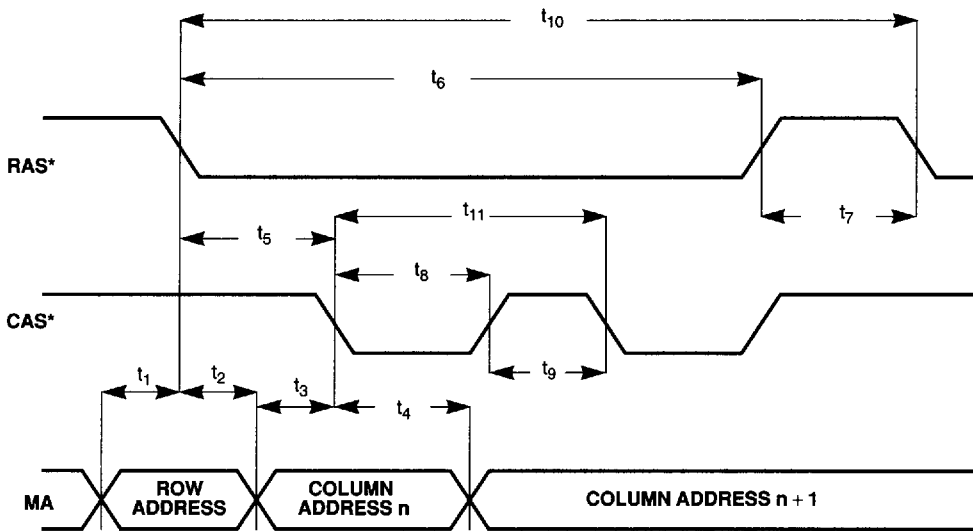 t10
t6
RAS*
t7
t11
t5
t8
CAS*
t9
t1 t2 t3 t4
MA
ROW
ADDRESS
COLUMN
ADDRESS n
COLUMN ADDRESS n + 1